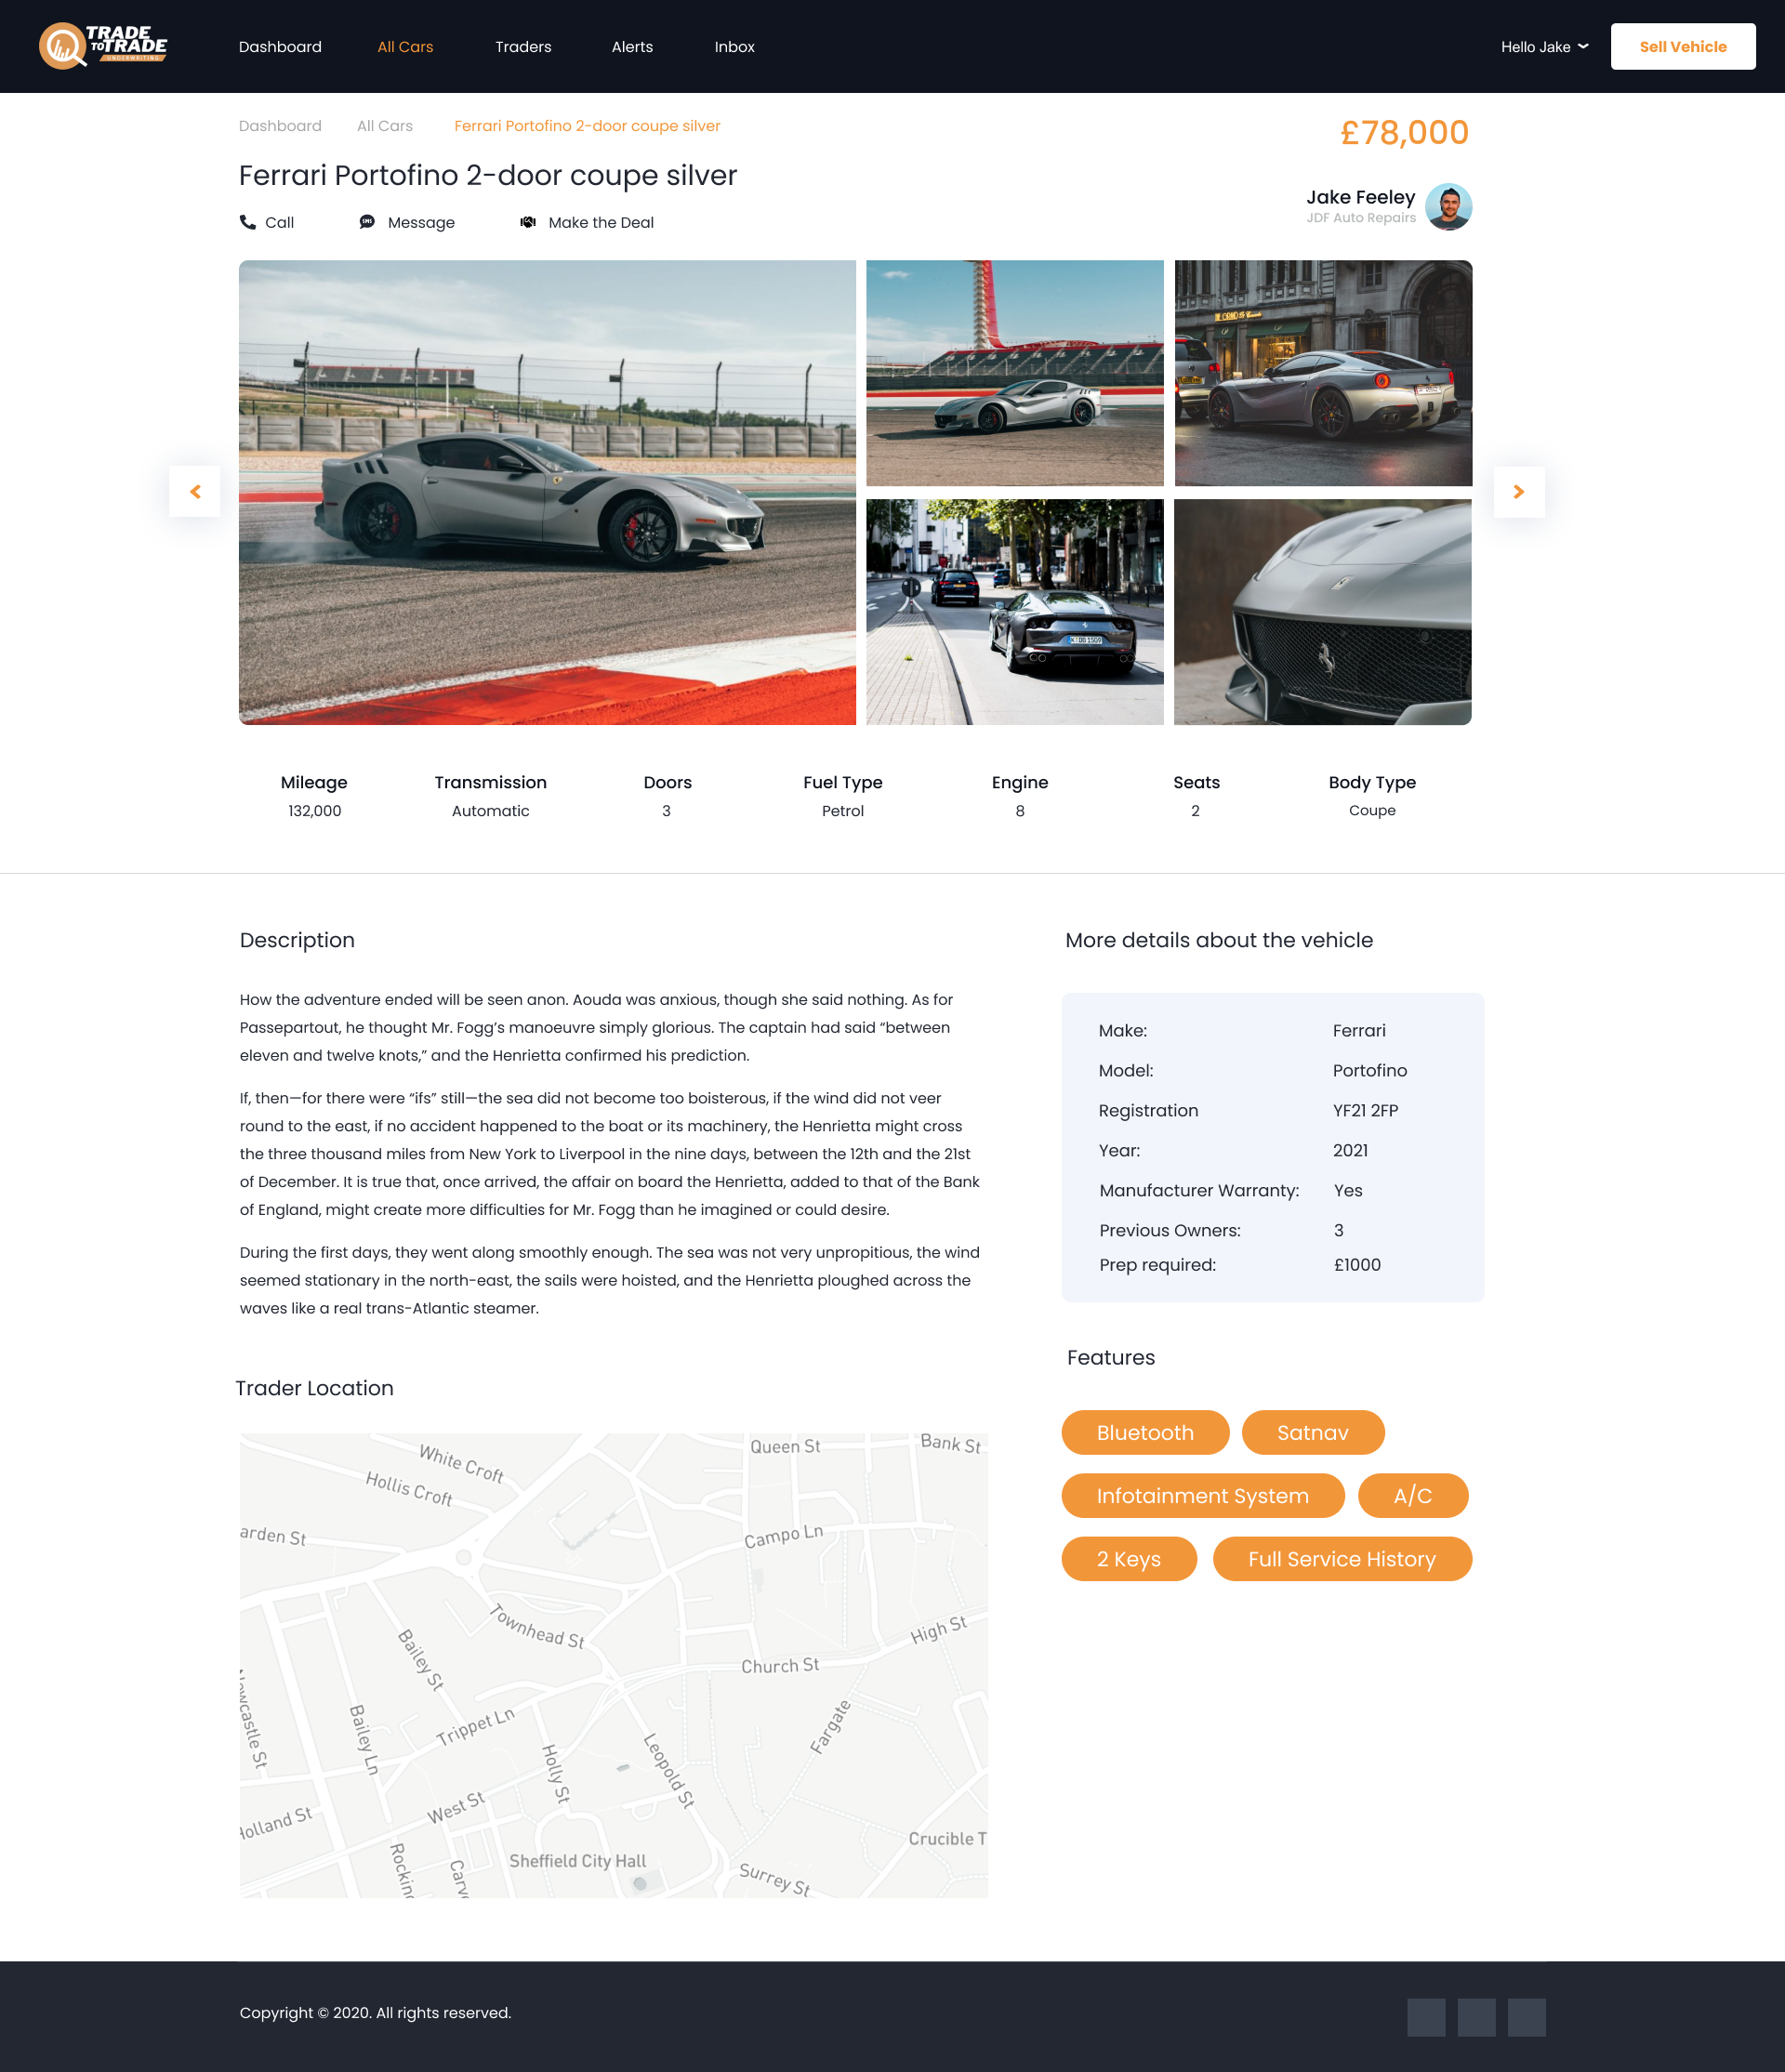 TRADE
TO TRADE
UNDERWRITING
Dashboard
All Cars
Traders
Alerts
Inbox
Hello Jake
Sell Vehicle
Dashboard
All Cars
Ferrari Portofino 2-door coupe silver
£78,000
Ferrari Portofino 2-door coupe silver
Jake Feeley
JDF Auto Repairs
Call
SMS
Message
Make the Deal
Mileage
Transmission
Doors
Fuel Type
Engine
Seats
Body Type
132,000
Automatic
3
Petrol
8
2
Coupe
Description
How the adventure ended will be seen anon. Aouda was anxious, though she said nothing. As for
Passepartout, he thought Mr. Fogg’s manoeuvre simply glorious. The captain had said “between
eleven and twelve knots,” and the Henrietta confirmed his prediction.
If, then—for there were “ifs” still—the sea did not become too boisterous, if the wind did not veer
round to the east, if no accident happened to the boat or its machinery, the Henrietta might cross
the three thousand miles from New York to Liverpool in the nine days, between the 12th and the 21st
of December. It is true that, once arrived, the affair on board the Henrietta, added to that of the Bank
of England, might create more difficulties for Mr. Fogg than he imagined or could desire.
During the first days, they went along smoothly enough. The sea was not very unpropitious, the wind
seemed stationary in the north-east, the sails were hoisted, and the Henrietta ploughed across the
waves like a real trans-Atlantic steamer.
More details about the vehicle
Make: Ferrari
Model: Portofino
Registration YF21 2FP
Year: 2021
Manufacturer Warranty: Yes
Previous Owners: 3
Prep required: £1000
Features
Bluetooth
Satnav
Infotainment System
A/C
2 Keys
Full Service History
Trader Location
White Croft
Queen St
Bank St
Hollis Croft
arden St
Campo Ln
Townhead St
High St
Bailey St
Church St
Newcastle St
Bailey Ln
Trippet Ln
Fargate
Holly St
Leopold St
West St
Holland St
Crucible T
Rocking
Carv
Sheffield City Hall
Surrey St
Copyright © 2020. All rights reserved.